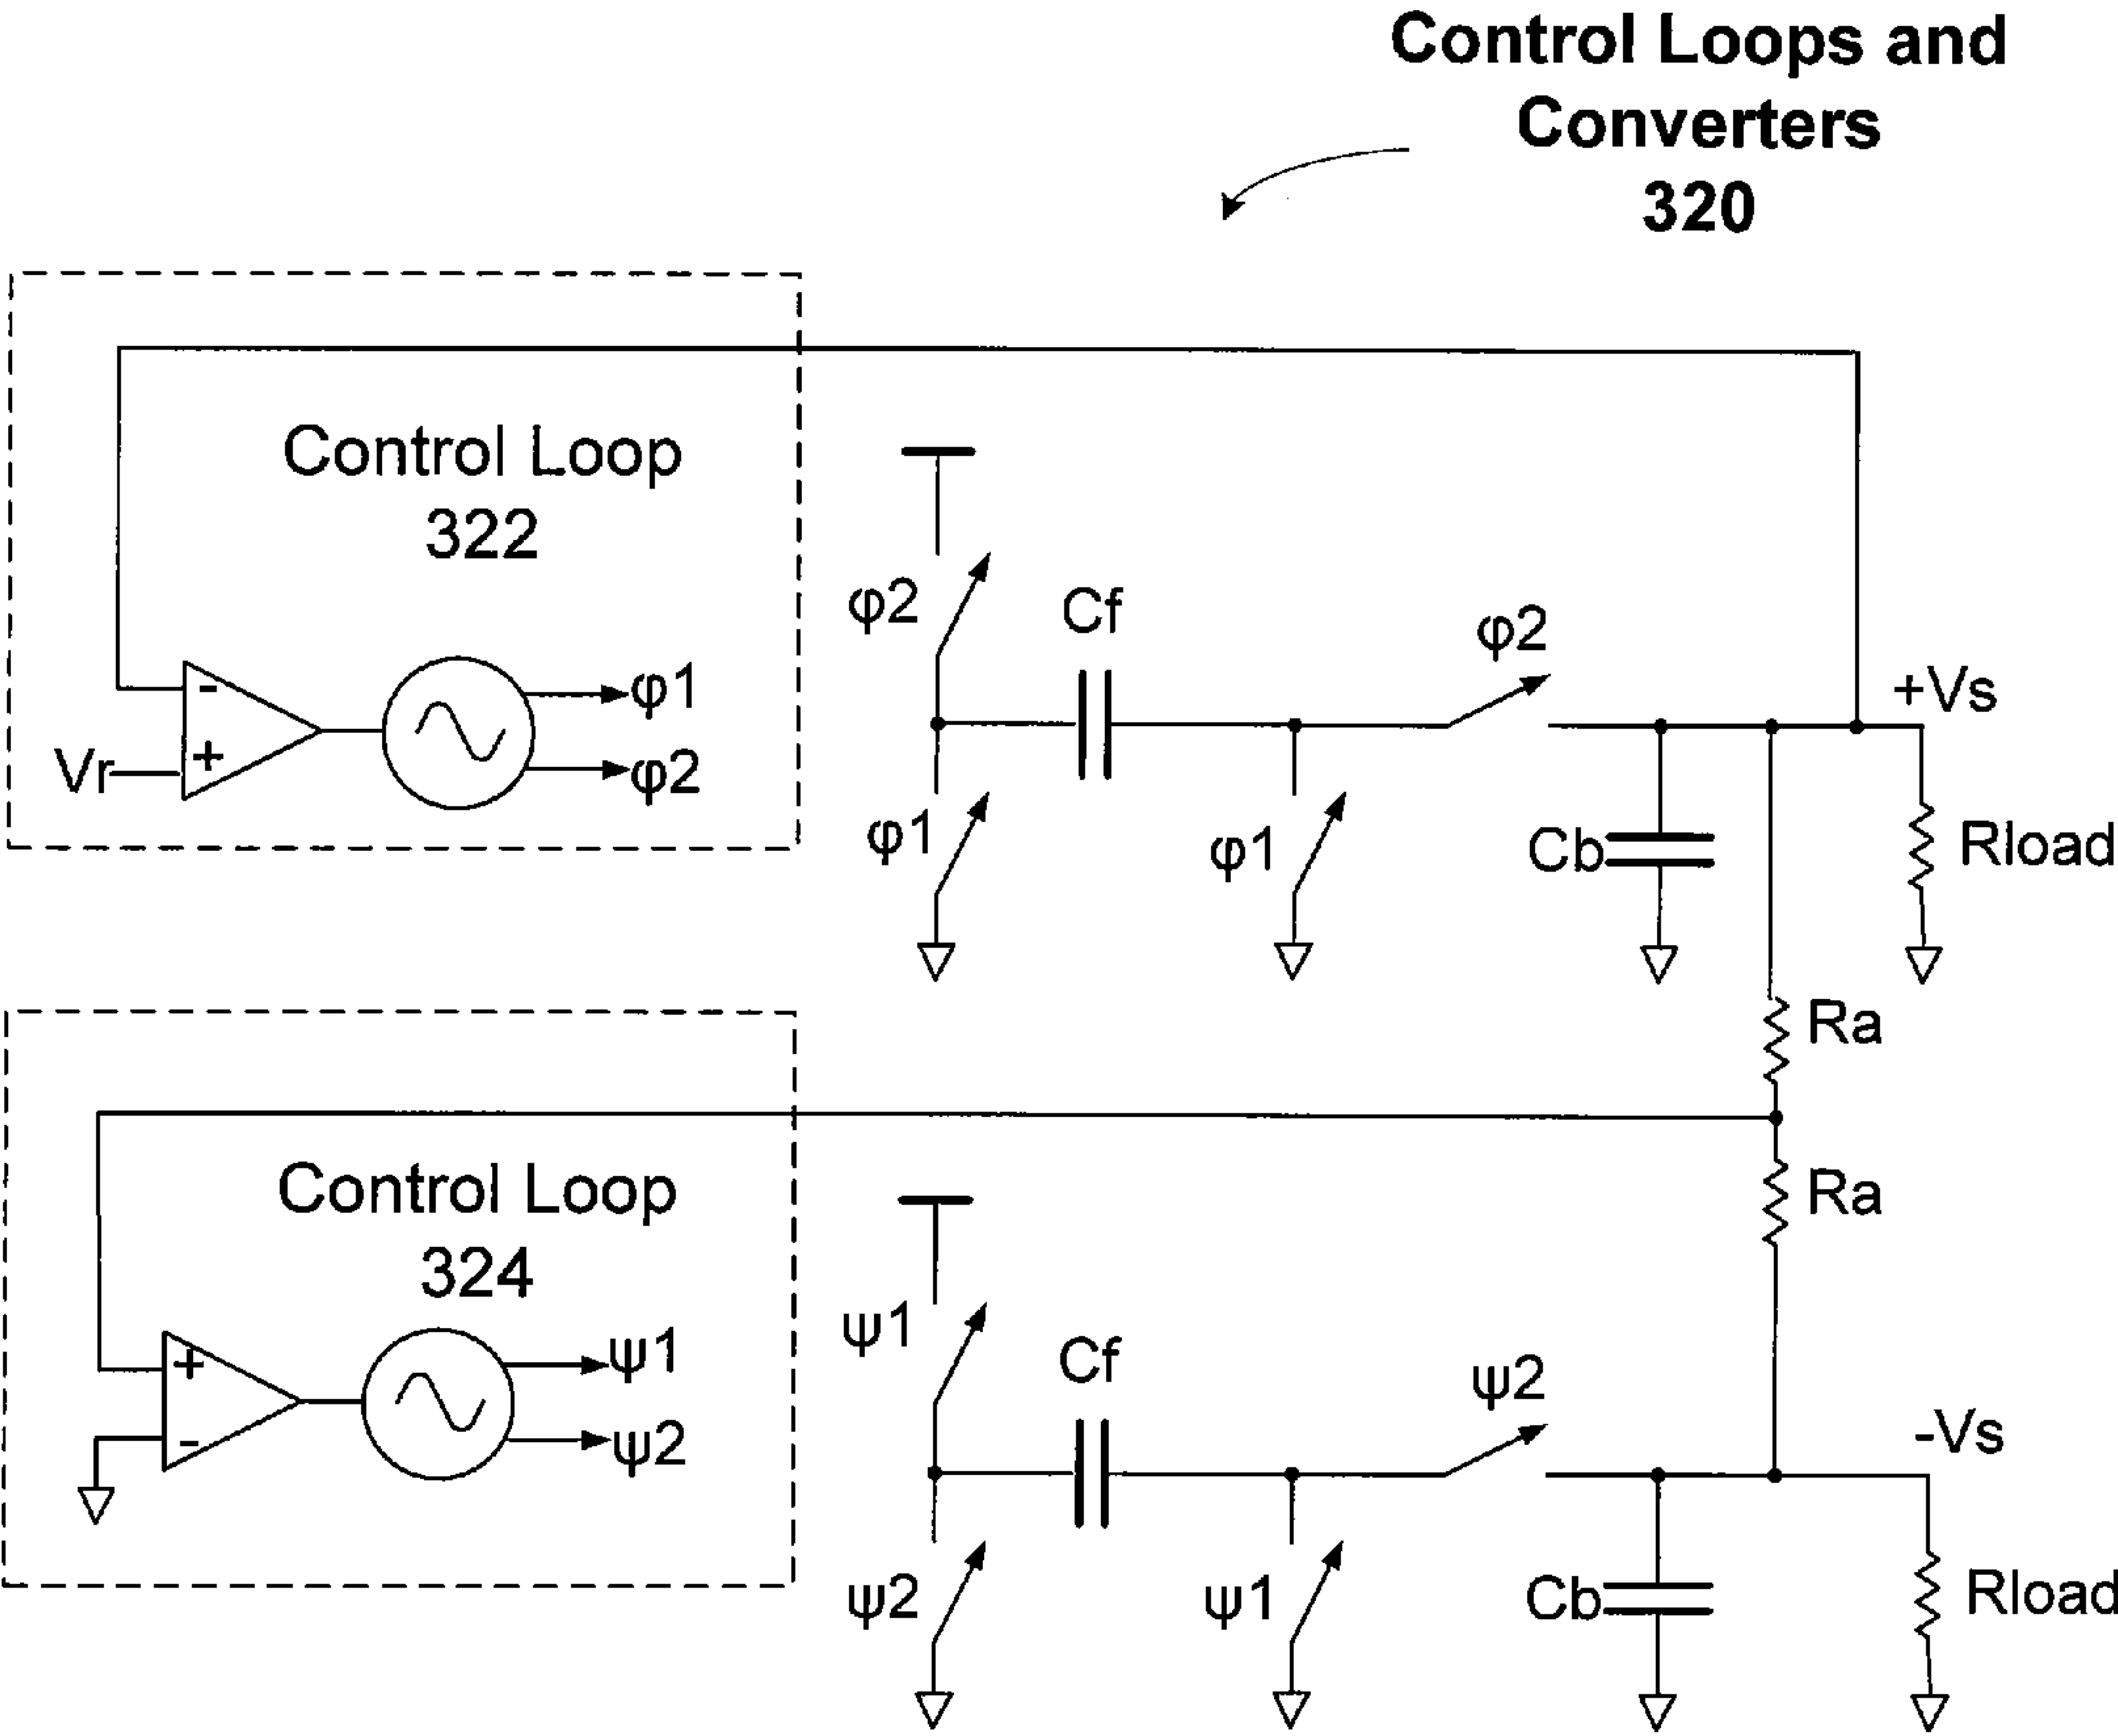 Control Loops and
Converters
320
Control Loop
322
φ2
Cf
φ2
φ1
+Vs
-
+
Vr
φ2
φ1
φ1
Cb
Rload
Ra
Control Loop
324
Ra
ψ1
Cf
ψ2
ψ1
+
-
ψ2
-Vs
ψ2
ψ1
Cb
Rload